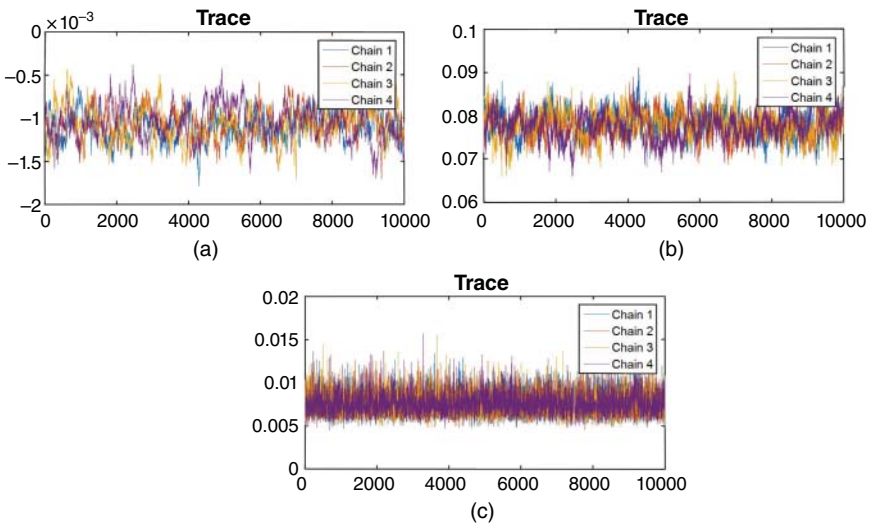 Trace
0 ×10−3
−0.5
−1
−1.5
−2
0 2000 4000 6000 8000 10000
Chain 1
Chain 2
Chain 3
Chain 4
(a)
Trace
0.1
0.09
0.08
0.07
0.06
0 2000 4000 6000 8000 10000
Chain 1
Chain 2
Chain 3
Chain 4
(b)
Trace
0.02
0.015
0.01
0.005
0
0 2000 4000 6000 8000 10000
Chain 1
Chain 2
Chain 3
Chain 4
(c)